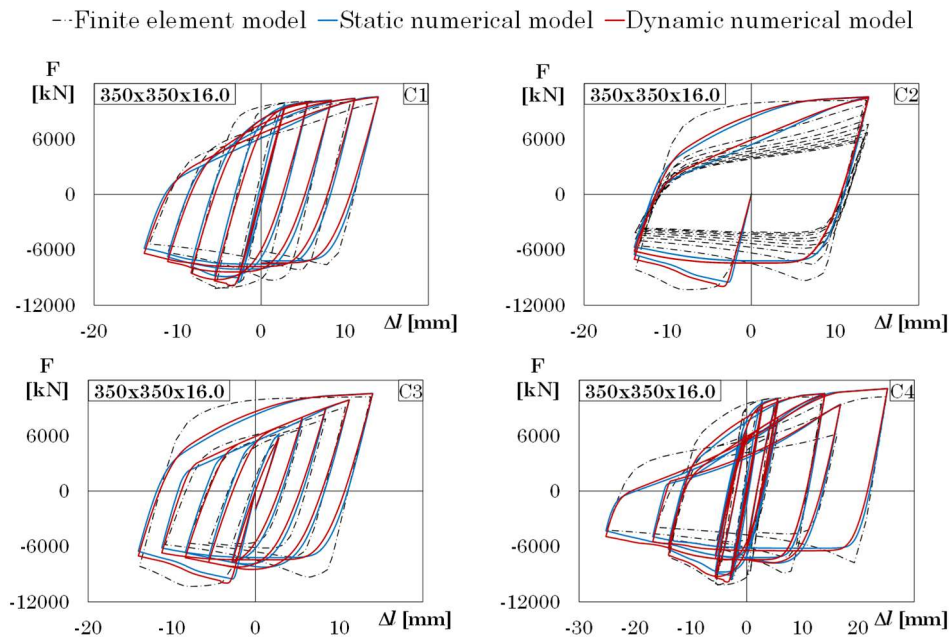 Finite element model Static numerical model Dynamic numerical model
F
[kN]
350x350x16.0 C1
6000
0
-6000
-12000
-20 -10 0 10 Δl [mm]
F
[kN]
350x350x16.0 C2
6000
0
-6000
-12000
-20 -10 0 10 Δl [mm]
F
[kN]
350x350x16.0 C3
6000
0
-6000
-12000
-20 -10 0 10 Δl [mm]
F
[kN]
350x350x16.0 C4
6000
0
-6000
-12000
-30 -20 -10 0 10 20 Δl [mm]